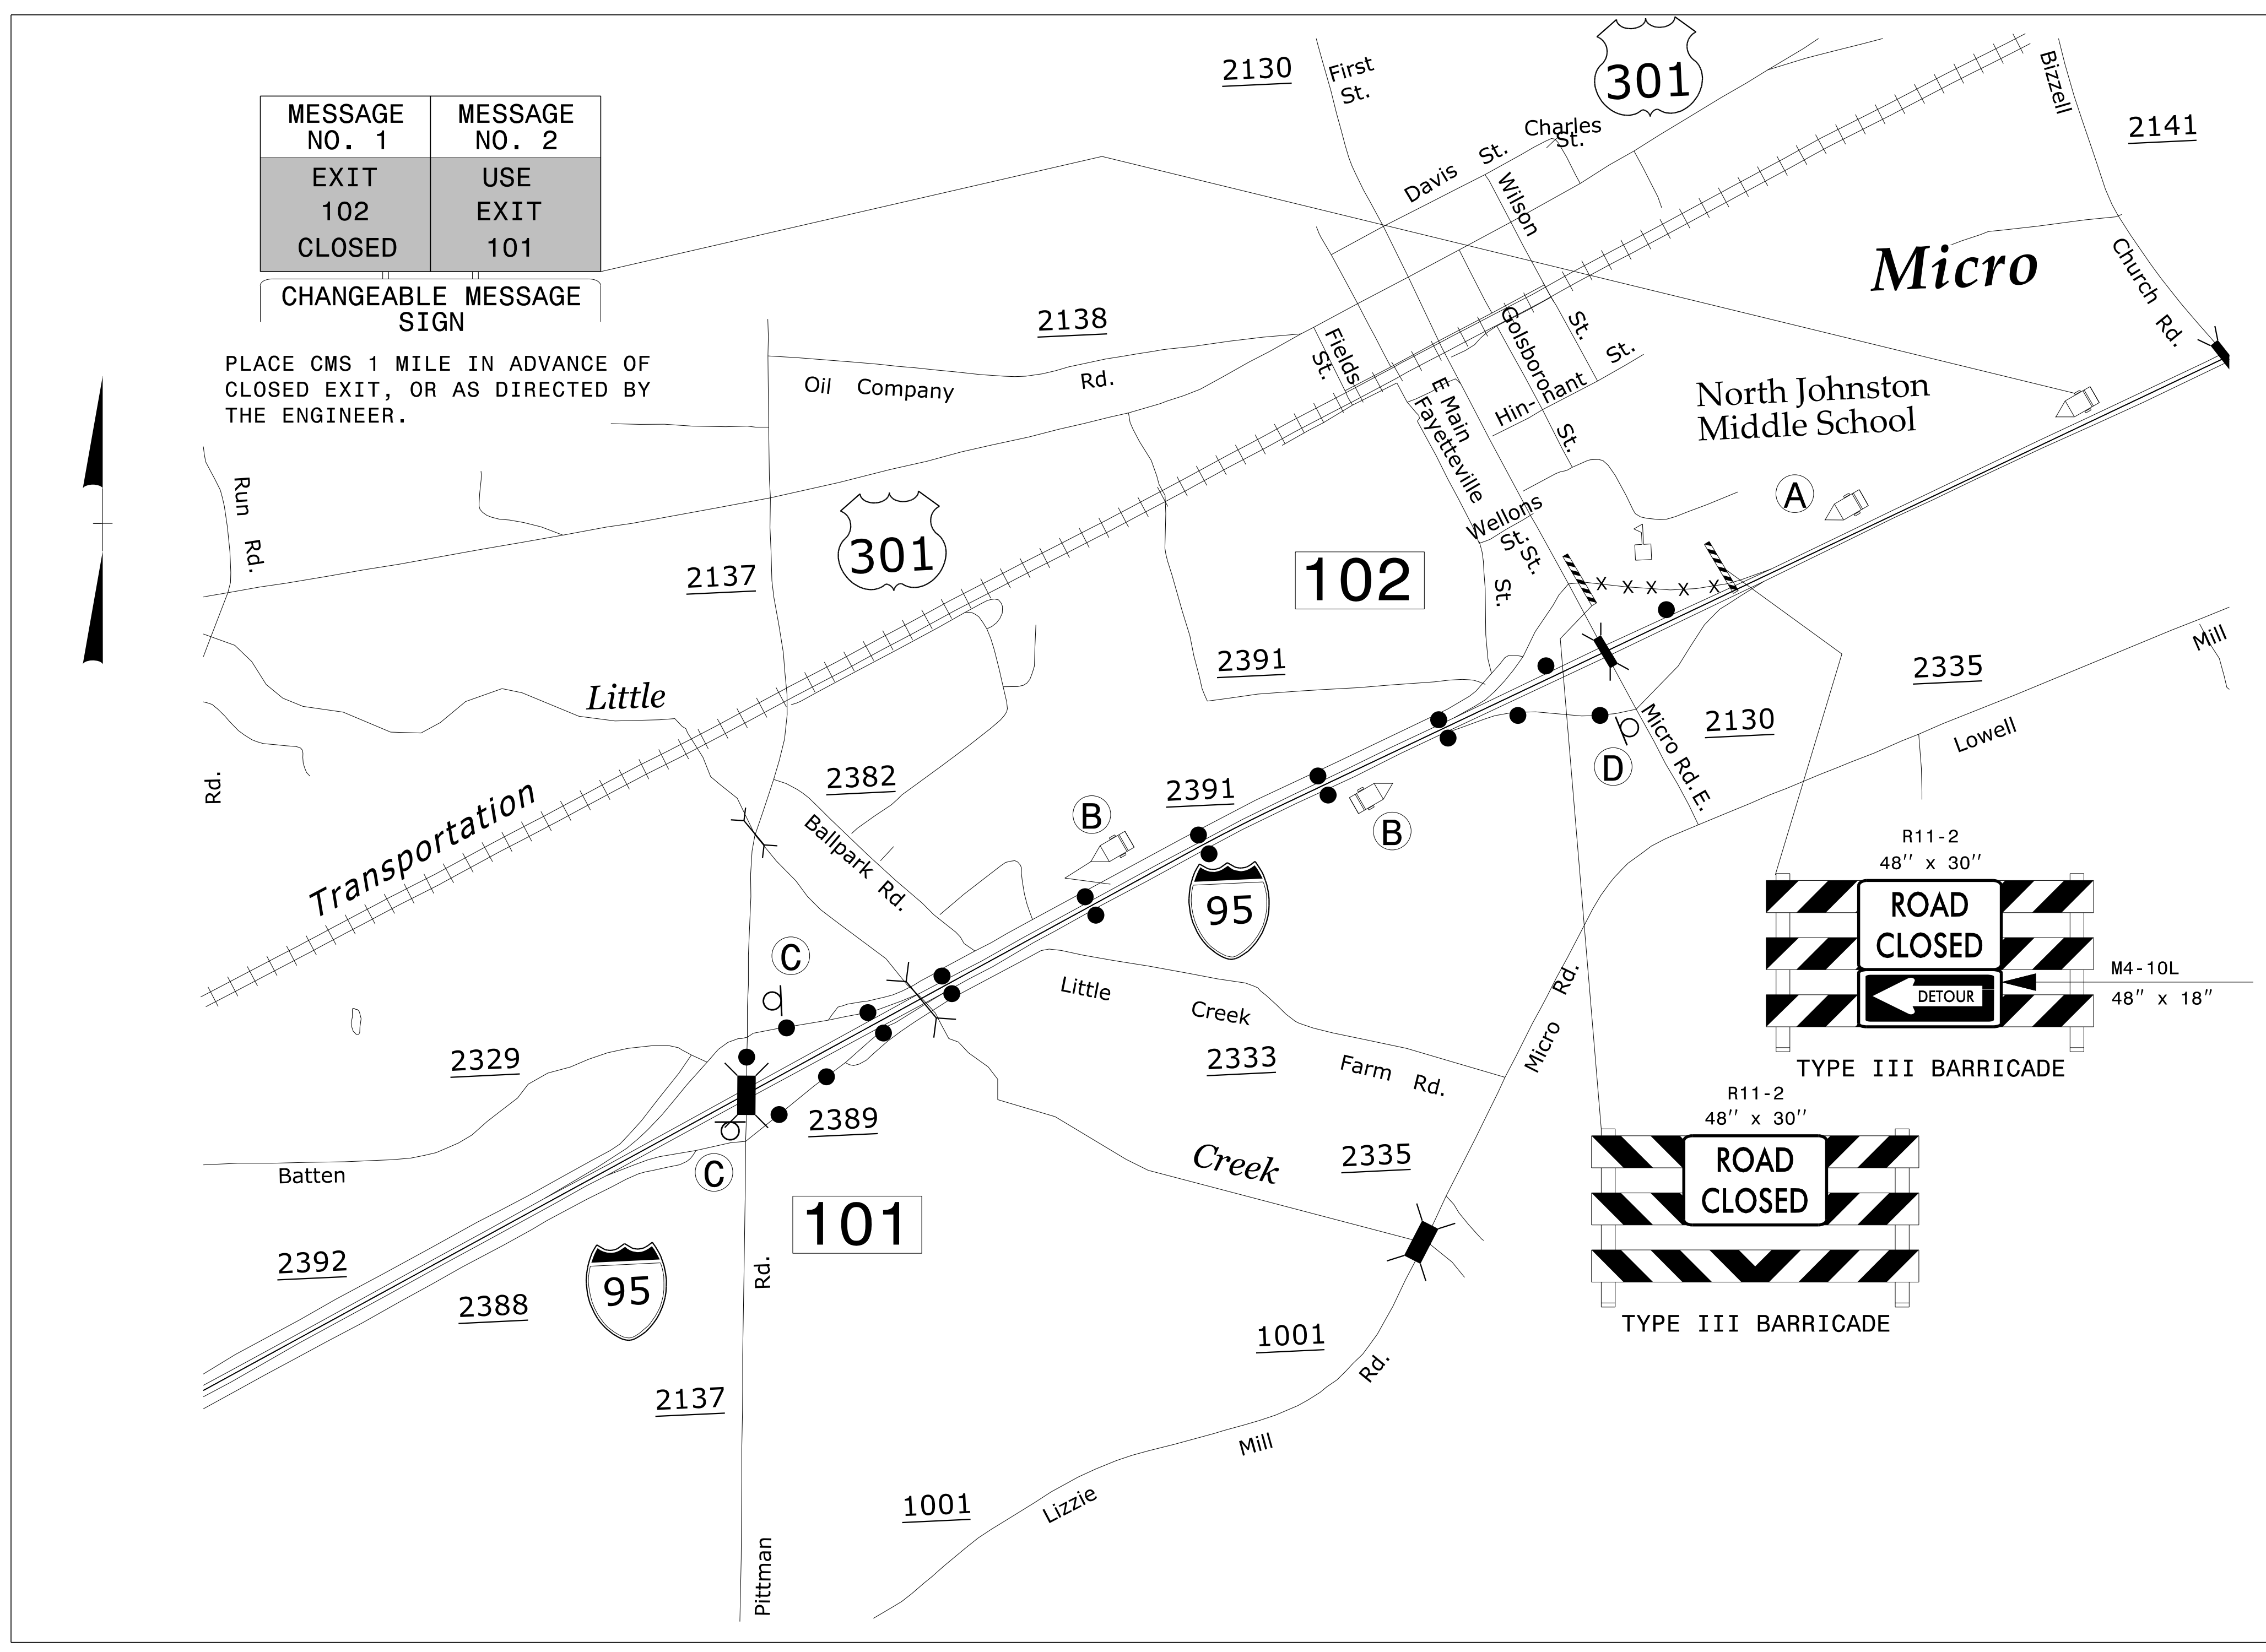 MESSAGE NO. 1
MESSAGE NO. 2
EXIT
102
CLOSED
USE
EXIT
101
CHANGEABLE MESSAGE
SIGN
PLACE CMS 1 MILE IN ADVANCE OF
CLOSED EXIT, OR AS DIRECTED BY
THE ENGINEER.
2130
First
St.
301
Bizzell
2141
Charles
St.
Davis St.
Wilson
St.
Micro
Church
Rd.
2138
Oil Company Rd.
Fields
St.
Golsboro
St.
Hin- nant St.
E Main
St.
Fayetteville
St.
North Johnston
Middle School
Run
Rd.
301
2137
Wellons
St.
102
A
2391
2335
Mill
Little
2130
Lowell
Micro Rd. E.
D
Rd.
2382
2391
B
B
Transportation
Ballpark Rd.
95
C
Little Creek Farm Rd.
Micro Rd.
2329
2333
2389
Batten
C
Creek
2335
101
2392
95
2388
Rd.
1001
Rd.
2137
Mill
1001
Lizzie
Pittman
R11-2
48" x 30"
ROAD
CLOSED
DETOUR
M4-10L
48" x 18"
TYPE III BARRICADE
R11-2
48" x 30"
ROAD
CLOSED
TYPE III BARRICADE